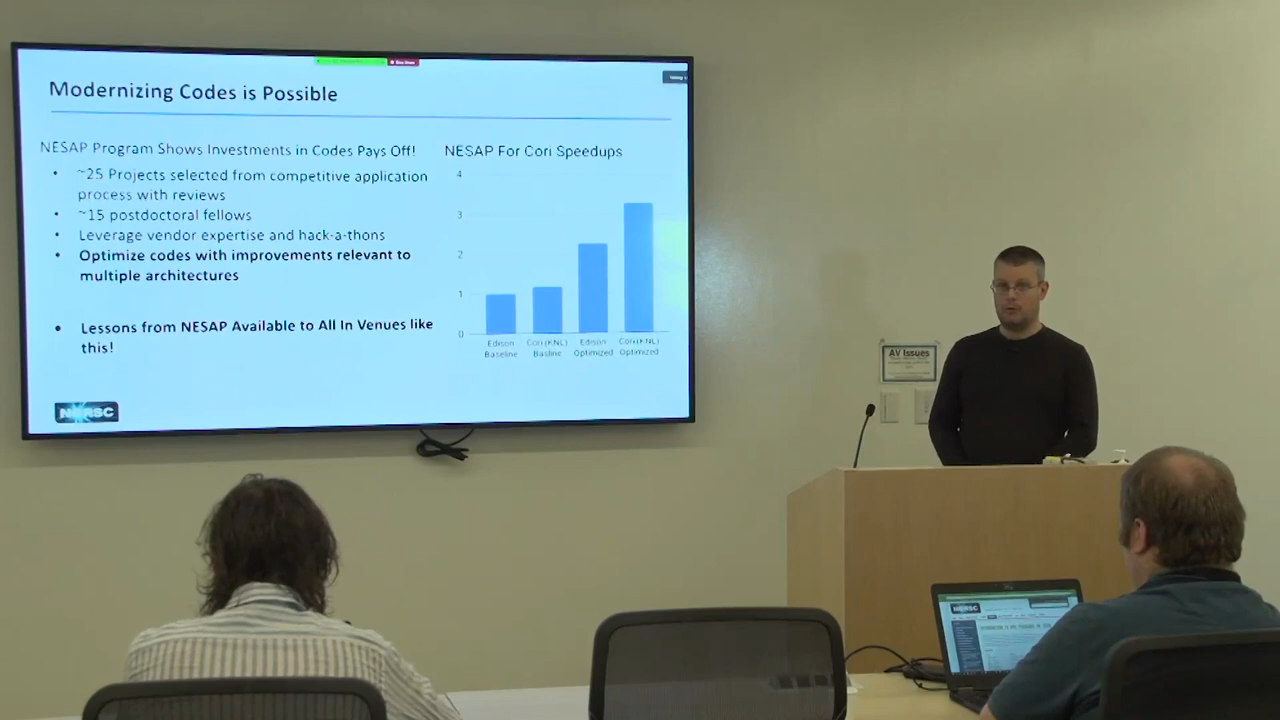 Modernizing Codes is Possible
NESAP Program Shows Investments in Codes Pays Off!
• ~25 Projects selected from competitive application
process with reviews
• ~15 postdoctoral fellows
• Leverage vendor expertise and hack-a-thons
• Optimize codes with improvements relevant to
multiple architectures
• Lessons from NESAP Available to All In Venues like
this!
NESAP For Cori Speedups
4
3
2
1
0
Edison
Baseline
Cori (KNL)
Basline
Edison
Optimized
Cori (KNL)
Optimized
NERSC
AV Issues
NERSC